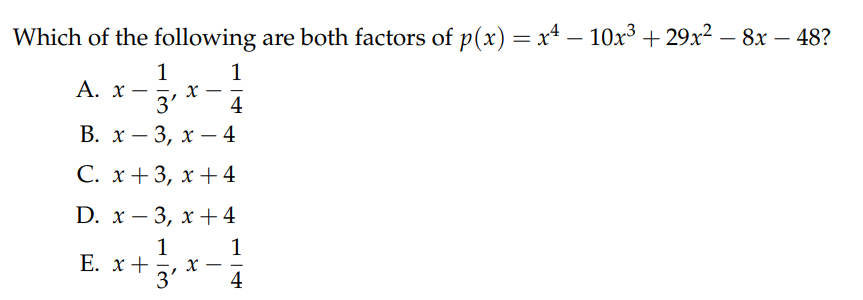 Which of the following are both factors of p(x) = x⁴ − 10x³ + 29x² − 8x − 48?
A. x − 1/3, x − 1/4
B. x − 3, x − 4
C. x + 3, x + 4
D. x − 3, x + 4
E. x + 1/3, x − 1/4